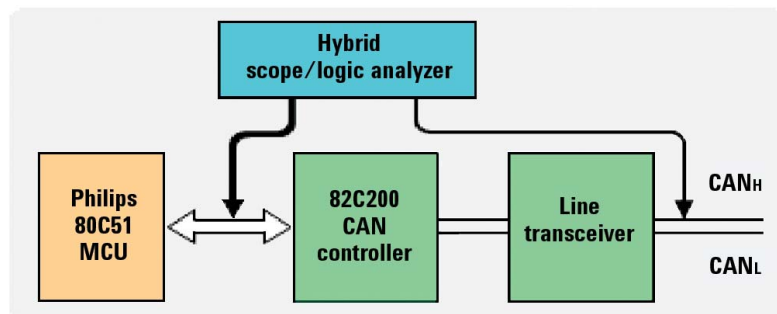 Hybrid
scope/logic analyzer
Philips
80C51
MCU
82C200
CAN
controller
Line
transceiver
CANH
CANL